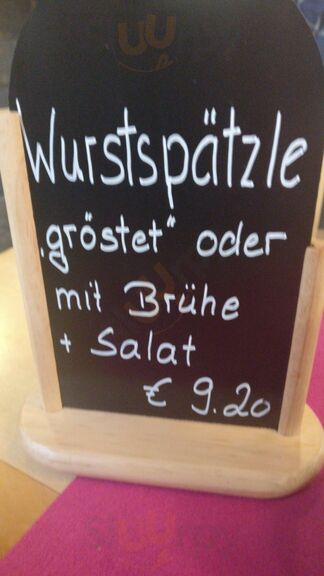 Wurstspätzle
„gröstet“ oder
mit Brühe
+ Salat
€ 9.20